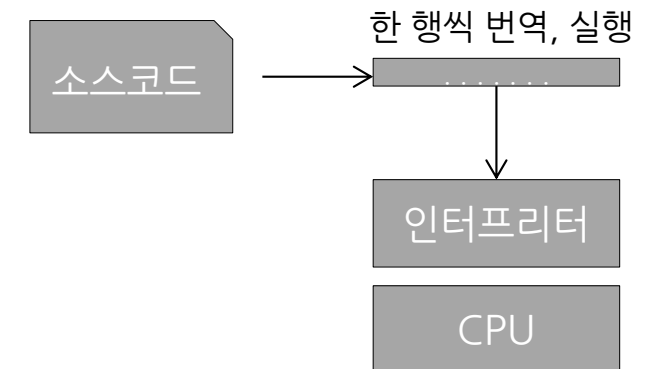 한 행씩 번역, 실행
소스코드
.......
인터프리터
CPU